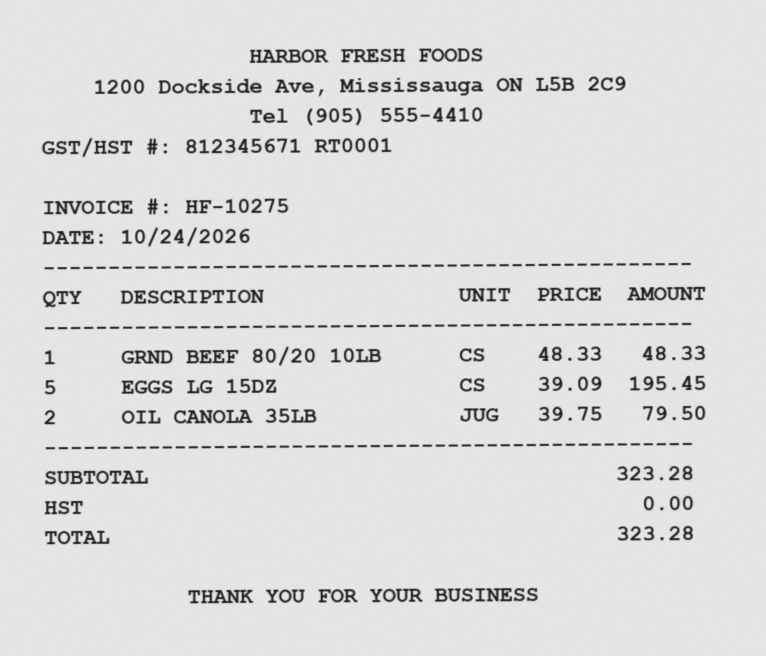 HARBOR FRESH FOODS
1200 Dockside Ave, Mississauga ON L5B 2C9
Tel (905) 555-4410
GST/HST #: 812345671 RT0001
INVOICE #: HF-10275
DATE: 10/24/2026
--------------------------------------------------
QTY DESCRIPTION UNIT PRICE AMOUNT
--------------------------------------------------
1 GRND BEEF 80/20 10LB CS 48.33 48.33
5 EGGS LG 15DZ CS 39.09 195.45
2 OIL CANOLA 35LB JUG 39.75 79.50
--------------------------------------------------
SUBTOTAL 323.28
HST 0.00
TOTAL 323.28
THANK YOU FOR YOUR BUSINESS